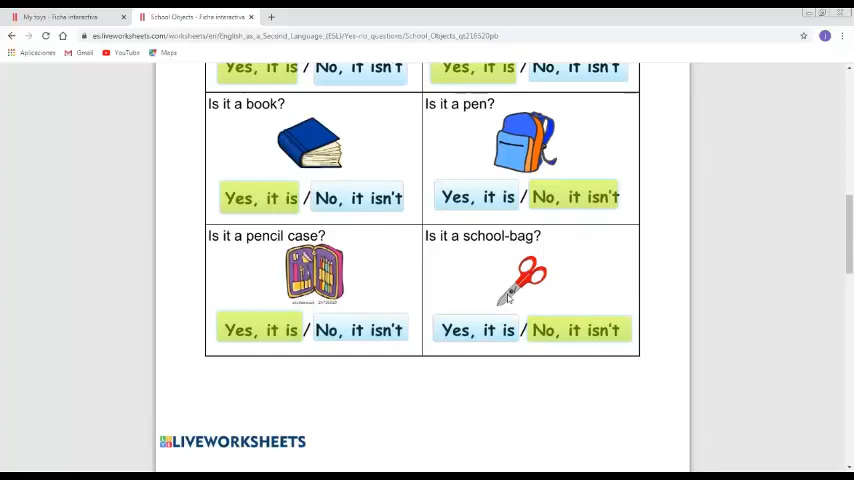 My toys - Ficha interactiva
School Objects - Ficha interactiva
es.liveworksheets.com/worksheets/en/English_as_a_Second_Language_(ESL)/Yes-no_questions/School_Objects_qt216520pb
Aplicaciones Gmail YouTube Maps
Yes, it is / No, it isn't Yes, it is / No, it isn't
Is it a book? Is it a pen?
Yes, it is / No, it isn't Yes, it is / No, it isn't
Is it a pencil case? Is it a school-bag?
Yes, it is / No, it isn't Yes, it is / No, it isn't
LIVEWORKSHEETS